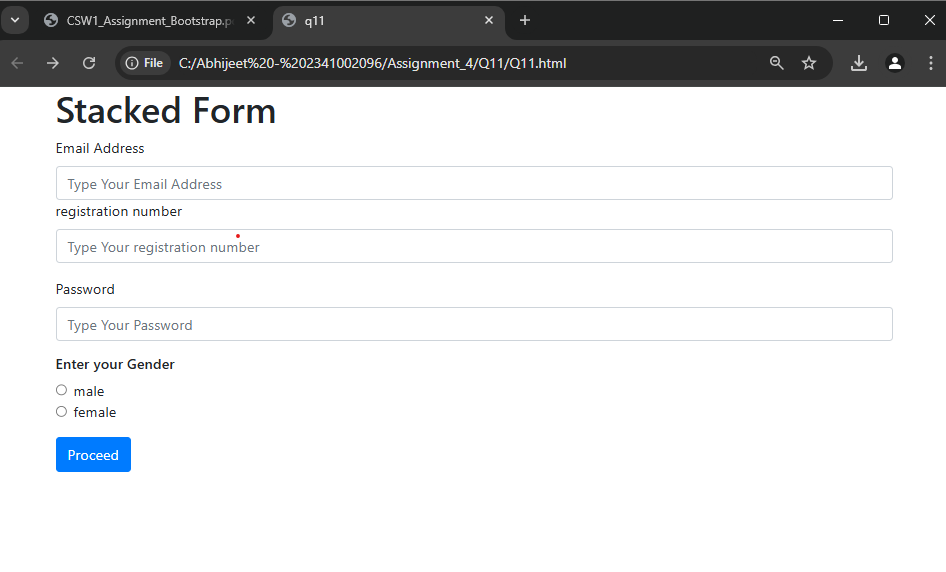 CSW1_Assignment_Bootstrap.p
q11
File
C:/Abhijeet%20-%202341002096/Assignment_4/Q11/Q11.html
Stacked Form
Email Address
Type Your Email Address
registration number
Type Your registration number
Password
Type Your Password
Enter your Gender
male
female
Proceed